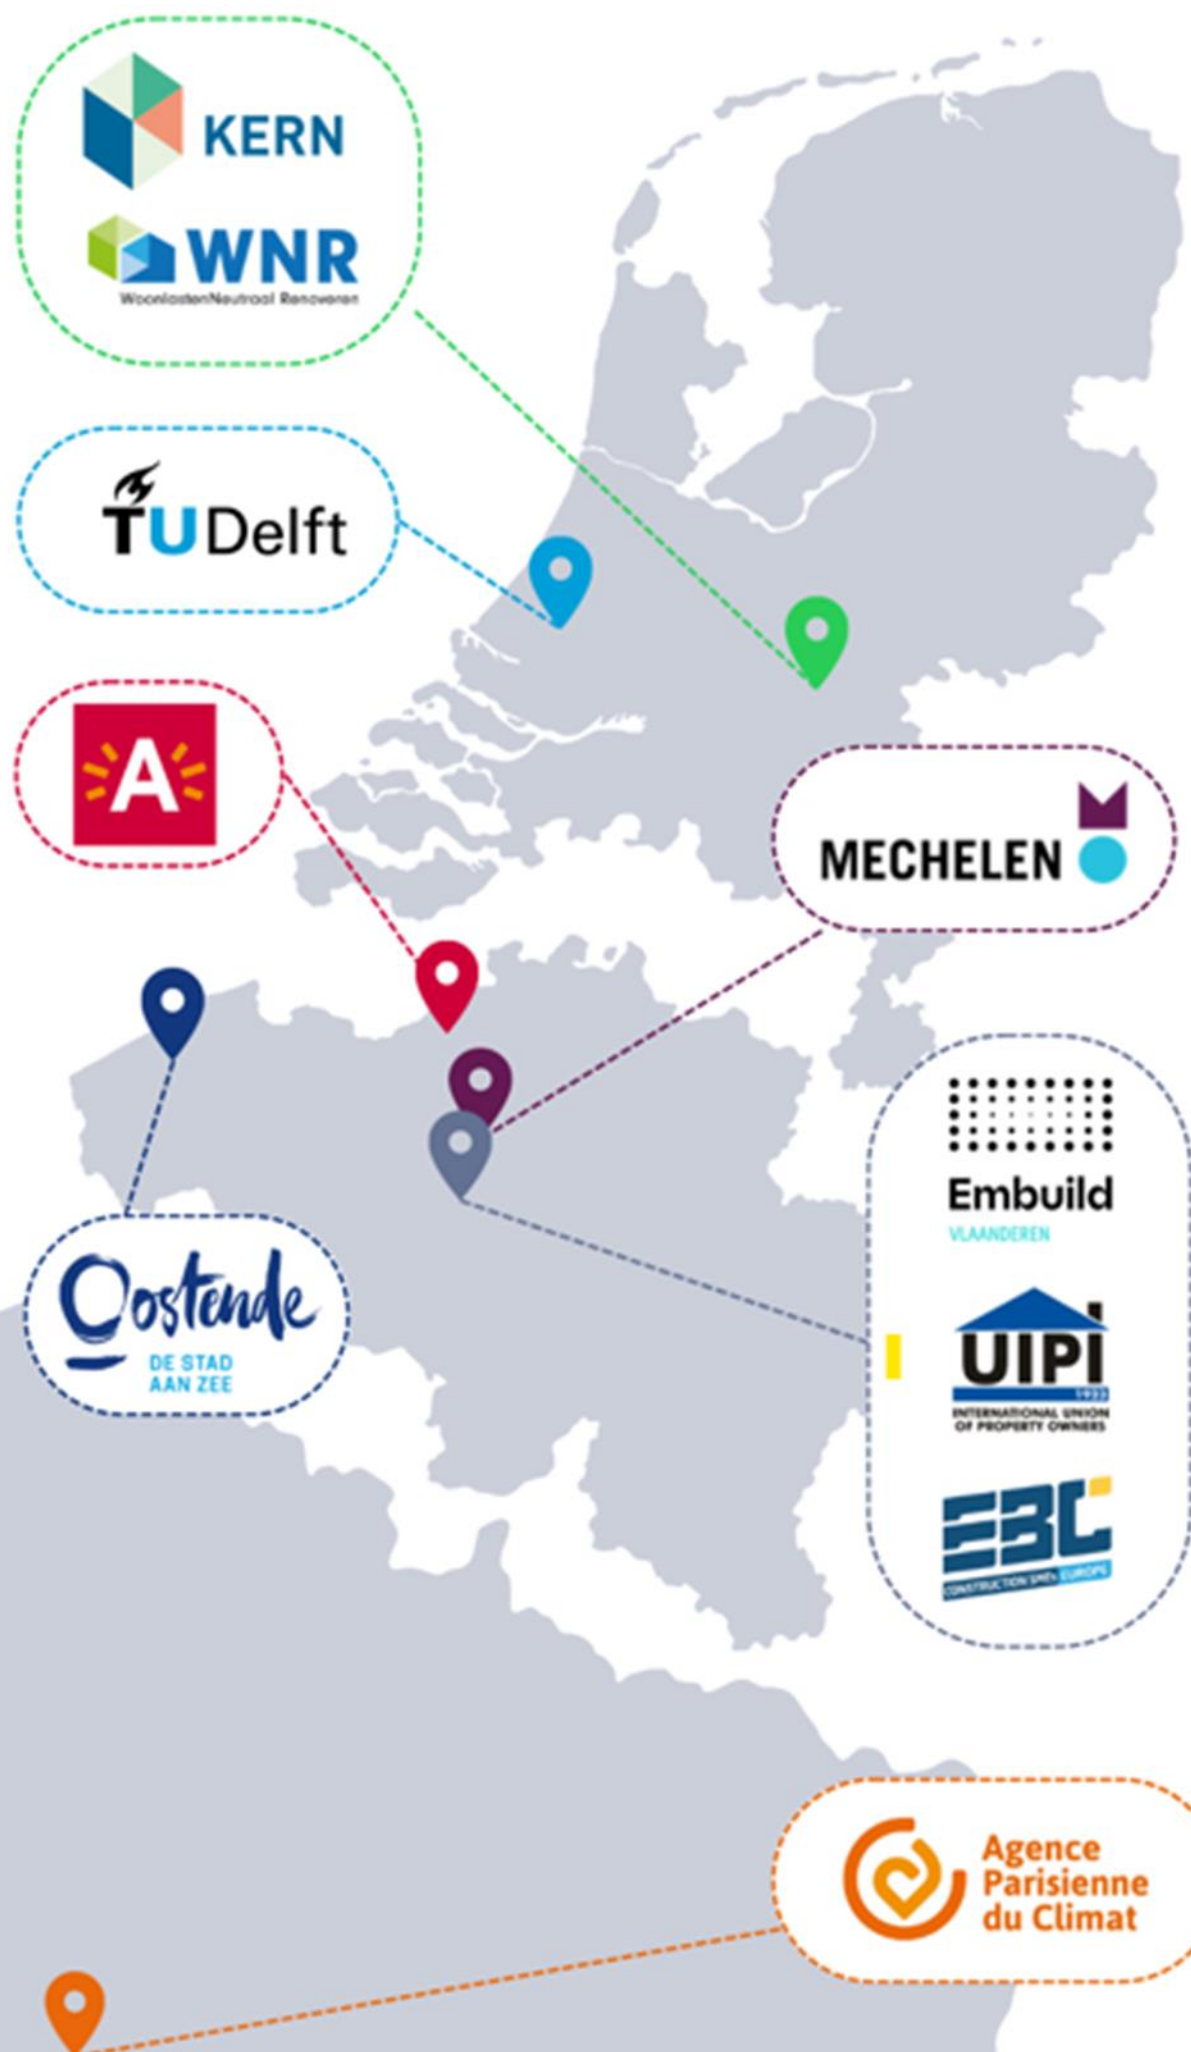 KERN
WNR
WoonlastenNeutraal Renoveren
TU Delft
A
MECHELEN
Embuild
VLAANDEREN
Oostende
DE STAD
AAN ZEE
UIPI
1923
INTERNATIONAL UNION
OF PROPERTY OWNERS
EBC
CONSTRUCTION SMEs EUROPE
Agence
Parisienne
du Climat